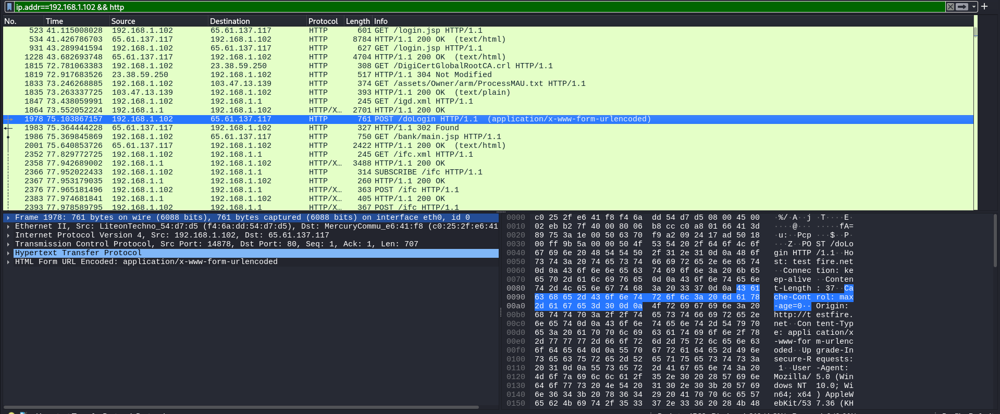 ip.addr==192.168.1.102 && http
No. Time Source Destination Protocol Length Info
523 41.115008028 192.168.1.102 65.61.137.117 HTTP 601 GET /login.jsp HTTP/1.1
534 41.426786703 65.61.137.117 192.168.1.102 HTTP 8784 HTTP/1.1 200 OK (text/html)
931 43.289941594 192.168.1.102 65.61.137.117 HTTP 627 GET /login.jsp HTTP/1.1
1228 43.682693748 65.61.137.117 192.168.1.102 HTTP 4704 HTTP/1.1 200 OK (text/html)
1815 72.781063383 192.168.1.102 23.38.59.250 HTTP 308 GET /DigiCertGlobalRootCA.crl HTTP/1.1
1819 72.917683526 23.38.59.250 192.168.1.102 HTTP 517 HTTP/1.1 304 Not Modified
1833 73.246268885 192.168.1.102 103.47.13.139 HTTP 374 GET /assets/Owner/arm/ProcessMAU.txt HTTP/1.1
1835 73.263337725 103.47.13.139 192.168.1.102 HTTP 393 HTTP/1.1 200 OK (text/plain)
1847 73.438059991 192.168.1.102 192.168.1.1 HTTP 245 GET /igd.xml HTTP/1.1
1864 73.552052224 192.168.1.1 192.168.1.102 HTTP/X… 2701 HTTP/1.1 200 OK
1978 75.103867157 192.168.1.102 65.61.137.117 HTTP 761 POST /doLogin HTTP/1.1 (application/x-www-form-urlencoded)
1983 75.364444228 65.61.137.117 192.168.1.102 HTTP 327 HTTP/1.1 302 Found
1986 75.369845869 192.168.1.102 65.61.137.117 HTTP 750 GET /bank/main.jsp HTTP/1.1
2001 75.640853726 65.61.137.117 192.168.1.102 HTTP 2422 HTTP/1.1 200 OK (text/html)
2352 77.829772725 192.168.1.102 192.168.1.1 HTTP 245 GET /ifc.xml HTTP/1.1
2358 77.942689002 192.168.1.1 192.168.1.102 HTTP/X… 3488 HTTP/1.1 200 OK
2366 77.952022433 192.168.1.102 192.168.1.1 HTTP 314 SUBSCRIBE /ifc HTTP/1.1
2367 77.953179035 192.168.1.1 192.168.1.102 HTTP 260 HTTP/1.1 200 OK
2376 77.965181496 192.168.1.102 192.168.1.1 HTTP/X… 363 POST /ifc HTTP/1.1
2383 77.974681841 192.168.1.1 192.168.1.102 HTTP/X… 405 HTTP/1.1 200 OK
2393 77.978589795 192.168.1.102 192.168.1.1 HTTP/X… 367 POST /ifc HTTP/1.1
Frame 1978: 761 bytes on wire (6088 bits), 761 bytes captured (6088 bits) on interface eth0, id 0
Ethernet II, Src: LiteonTechno_54:d7:d5 (f4:6a:dd:54:d7:d5), Dst: MercuryCommu_e6:41:f8 (c0:25:2f:e6:41
Internet Protocol Version 4, Src: 192.168.1.102, Dst: 65.61.137.117
Transmission Control Protocol, Src Port: 14878, Dst Port: 80, Seq: 1, Ack: 1, Len: 707
Hypertext Transfer Protocol
HTML Form URL Encoded: application/x-www-form-urlencoded
0000 c0 25 2f e6 41 f8 f4 6a dd 54 d7 d5 08 00 45 00 ·%/·A··j ·T····E·
0010 02 eb b2 7f 40 00 80 06 b8 cc c0 a8 01 66 41 3d ····@··· ·····fA=
0020 89 75 3a 1e 00 50 63 70 f9 a2 09 24 17 ad 50 18 ·u:··Pcp ···$··P·
0030 00 ff 9b 5a 00 00 50 4f 53 54 20 2f 64 6f 4c 6f ···Z··PO ST /doLo
0040 67 69 6e 20 48 54 54 50 2f 31 2e 31 0d 0a 48 6f gin HTTP /1.1··Ho
0050 73 74 3a 20 74 65 73 74 66 69 72 65 2e 6e 65 74 st: test fire.net
0060 0d 0a 43 6f 6e 6e 65 63 74 69 6f 6e 3a 20 6b 65 ··Connec tion: ke
0070 65 70 2d 61 6c 69 76 65 0d 0a 43 6f 6e 74 65 6e ep-alive ··Conten
0080 74 2d 4c 65 6e 67 74 68 3a 20 33 37 0d 0a 43 61 t-Length : 37··Ca
0090 63 68 65 2d 43 6f 6e 74 72 6f 6c 3a 20 6d 61 78 che-Cont rol: max
00a0 2d 61 67 65 3d 30 0d 0a 4f 72 69 67 69 6e 3a 20 -age=0·· Origin:
00b0 68 74 74 70 3a 2f 2f 74 65 73 74 66 69 72 65 2e http://t estfire.
00c0 6e 65 74 0d 0a 43 6f 6e 74 65 6e 74 2d 54 79 70 net··Con tent-Typ
00d0 65 3a 20 61 70 70 6c 69 63 61 74 69 6f 6e 2f 78 e: appli cation/x
00e0 2d 77 77 77 2d 66 6f 72 6d 2d 75 72 6c 65 6e 63 -www-for m-urlenc
00f0 6f 64 65 64 0d 0a 55 70 67 72 61 64 65 2d 49 6e oded··Up grade-In
0100 73 65 63 75 72 65 2d 52 65 71 75 65 73 74 73 3a secure-R equests:
0110 20 31 0d 0a 55 73 65 72 2d 41 67 65 6e 74 3a 20 1··User -Agent:
0120 4d 6f 7a 69 6c 6c 61 2f 35 2e 30 20 28 57 69 6e Mozilla/ 5.0 (Win
0130 64 6f 77 73 20 4e 54 20 31 30 2e 30 3b 20 57 69 dows NT 10.0; Wi
0140 6e 36 34 3b 20 78 36 34 29 20 41 70 70 6c 65 57 n64; x64 ) AppleW
0150 65 62 4b 69 74 2f 35 33 37 2e 33 36 20 28 4b 48 ebKit/53 7.36 (KH